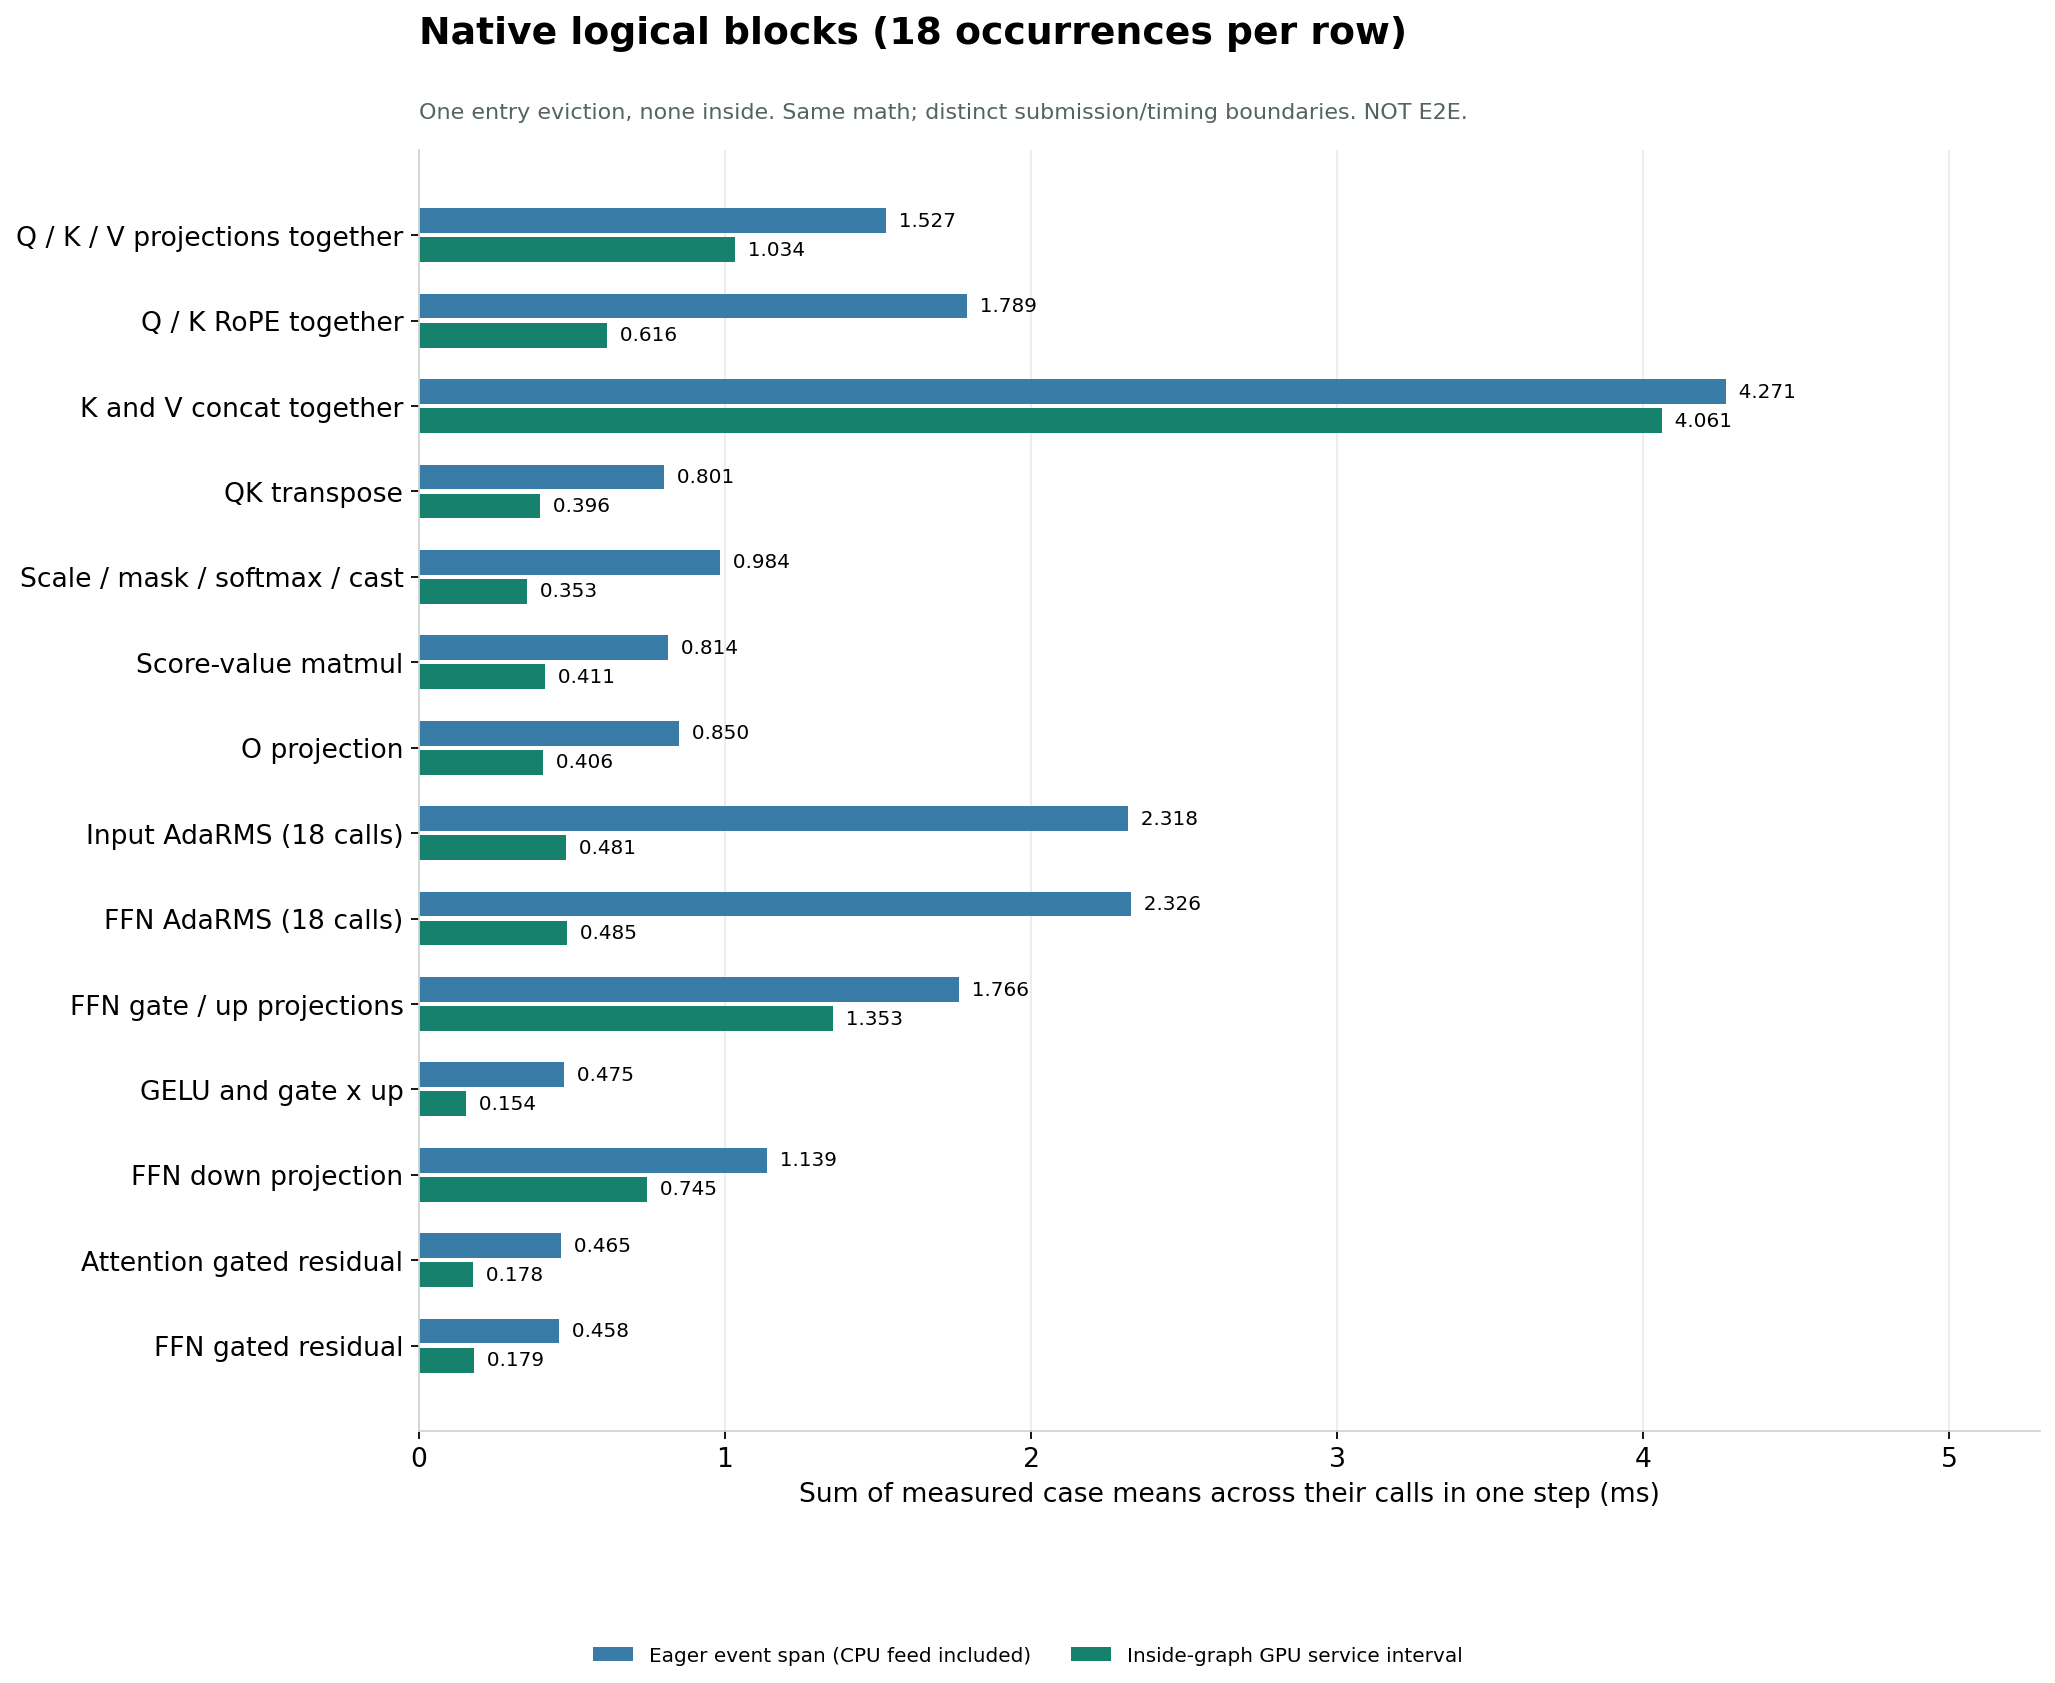 Native logical blocks (18 occurrences per row)
One entry eviction, none inside. Same math; distinct submission/timing boundaries. NOT E2E.
Q / K / V projections together
1.527
1.034
Q / K RoPE together
1.789
0.616
K and V concat together
4.271
4.061
QK transpose
0.801
0.396
Scale / mask / softmax / cast
0.984
0.353
Score-value matmul
0.814
0.411
O projection
0.850
0.406
Input AdaRMS (18 calls)
2.318
0.481
FFN AdaRMS (18 calls)
2.326
0.485
FFN gate / up projections
1.766
1.353
GELU and gate x up
0.475
0.154
FFN down projection
1.139
0.745
Attention gated residual
0.465
0.178
FFN gated residual
0.458
0.179
0 1 2 3 4 5
Sum of measured case means across their calls in one step (ms)
Eager event span (CPU feed included) Inside-graph GPU service interval